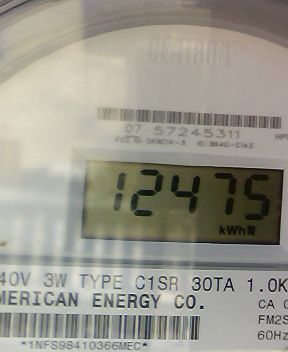 CENTRON®
07 57245311
12475
kWh
40V 3W TYPE C1SR 30TA 1.0K
MERICAN ENERGY CO. CA
FM2S
60Hz
*1NFS98410366MEC*